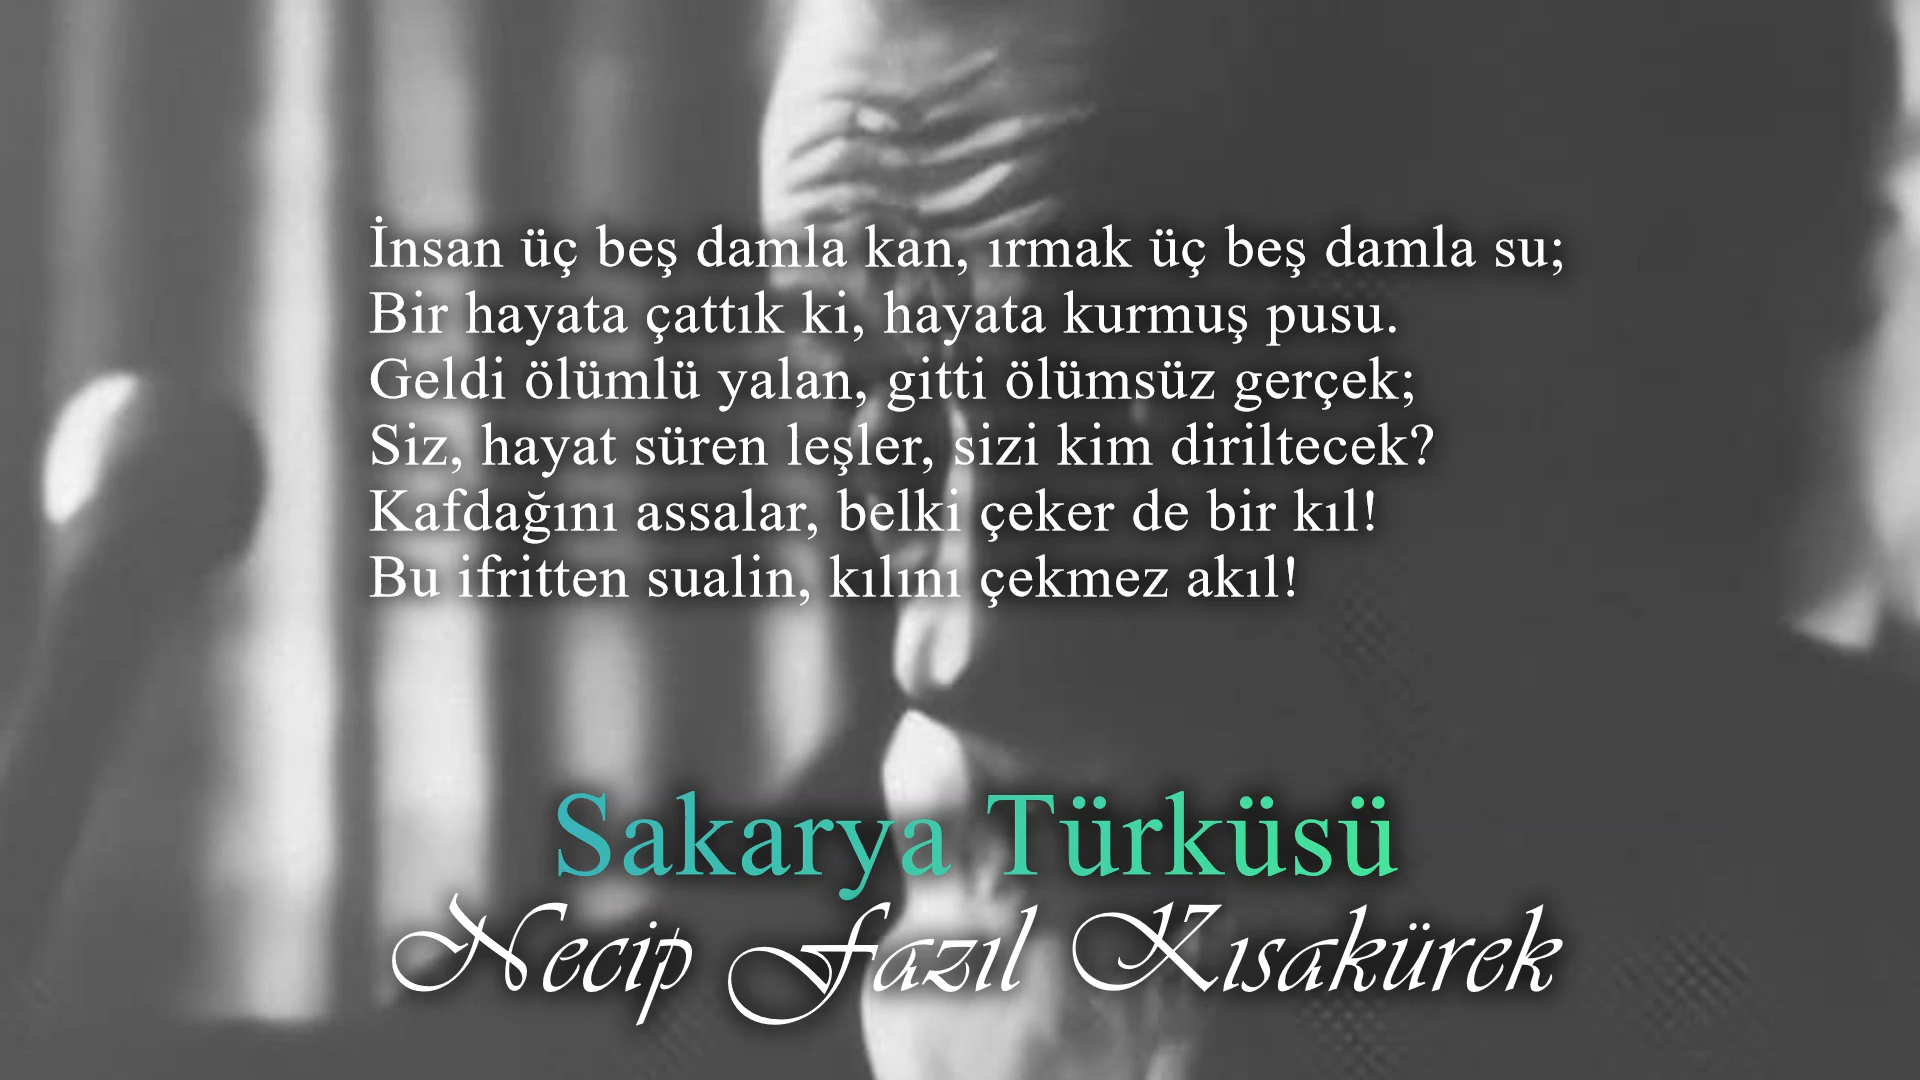 İnsan üç beş damla kan, ırmak üç beş damla su;
Bir hayata çattık ki, hayata kurmuş pusu.
Geldi ölümlü yalan, gitti ölümsüz gerçek;
Siz, hayat süren leşler, sizi kim diriltecek?
Kafdağını assalar, belki çeker de bir kıl!
Bu ifritten sualin, kılını çekmez akıl!
Sakarya Türküsü
Necip Fazıl Kısakürek